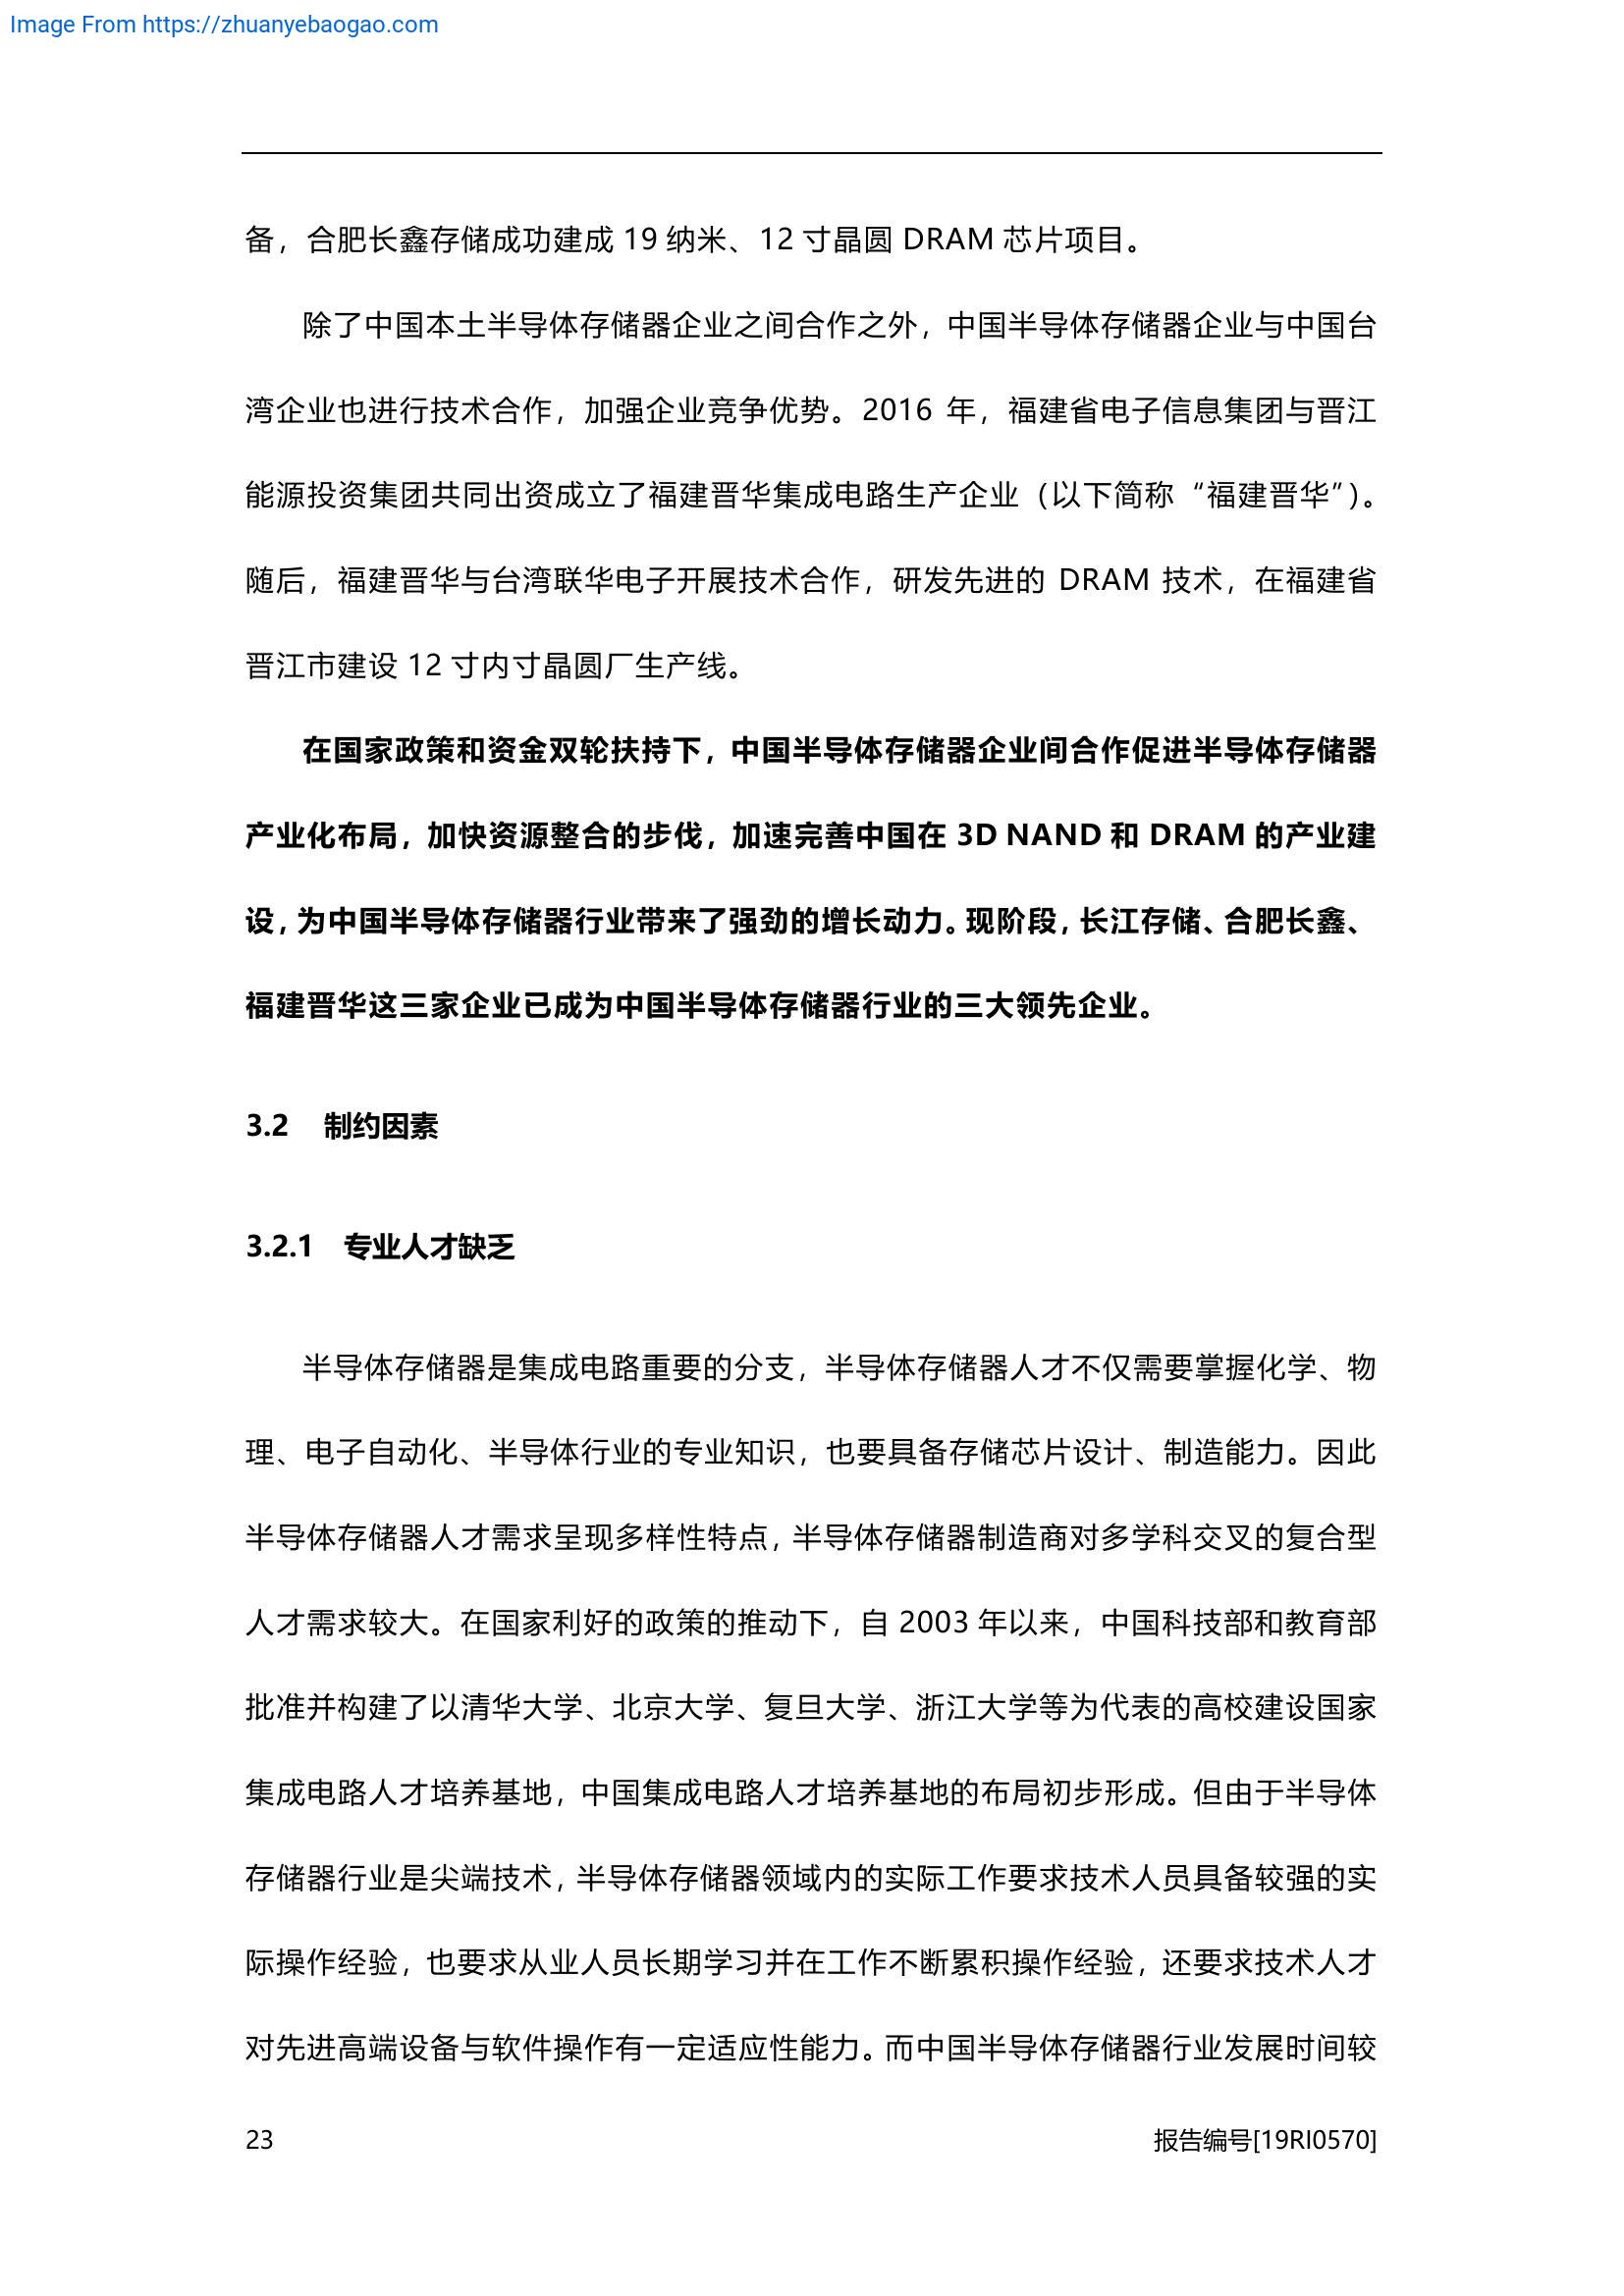 Image From https://zhuanyebaogao.com
备，合肥长鑫存储成功建成 19 纳米、12 寸晶圆 DRAM 芯片项目。
除了中国本土半导体存储器企业之间合作之外，中国半导体存储器企业与中国台
湾企业也进行技术合作，加强企业竞争优势。2016 年，福建省电子信息集团与晋江
能源投资集团共同出资成立了福建晋华集成电路生产企业（以下简称“福建晋华”）。
随后，福建晋华与台湾联华电子开展技术合作，研发先进的 DRAM 技术，在福建省
晋江市建设 12 寸内寸晶圆厂生产线。
在国家政策和资金双轮扶持下，中国半导体存储器企业间合作促进半导体存储器
产业化布局，加快资源整合的步伐，加速完善中国在 3D NAND 和 DRAM 的产业建
设，为中国半导体存储器行业带来了强劲的增长动力。现阶段，长江存储、合肥长鑫、
福建晋华这三家企业已成为中国半导体存储器行业的三大领先企业。
3.2 制约因素
3.2.1 专业人才缺乏
半导体存储器是集成电路重要的分支，半导体存储器人才不仅需要掌握化学、物
理、电子自动化、半导体行业的专业知识，也要具备存储芯片设计、制造能力。因此
半导体存储器人才需求呈现多样性特点，半导体存储器制造商对多学科交叉的复合型
人才需求较大。在国家利好的政策的推动下，自 2003 年以来，中国科技部和教育部
批准并构建了以清华大学、北京大学、复旦大学、浙江大学等为代表的高校建设国家
集成电路人才培养基地，中国集成电路人才培养基地的布局初步形成。但由于半导体
存储器行业是尖端技术，半导体存储器领域内的实际工作要求技术人员具备较强的实
际操作经验，也要求从业人员长期学习并在工作不断累积操作经验，还要求技术人才
对先进高端设备与软件操作有一定适应性能力。而中国半导体存储器行业发展时间较
23 报告编号[19RI0570]